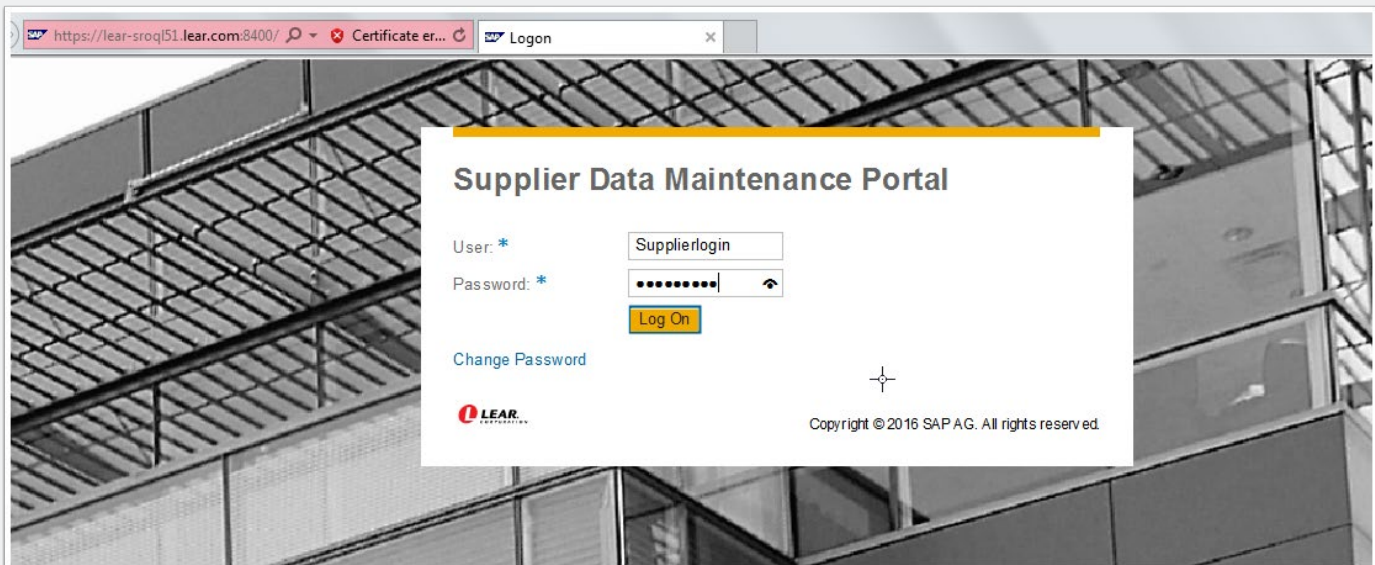 https://lear-sroql51.lear.com:8400/ Certificate er... Logon
Supplier Data Maintenance Portal
User: * Supplierlogin
Password: * •••••••••
Log On
Change Password
LEAR.
CORPORATION
Copyright © 2016 SAP AG. All rights reserved.